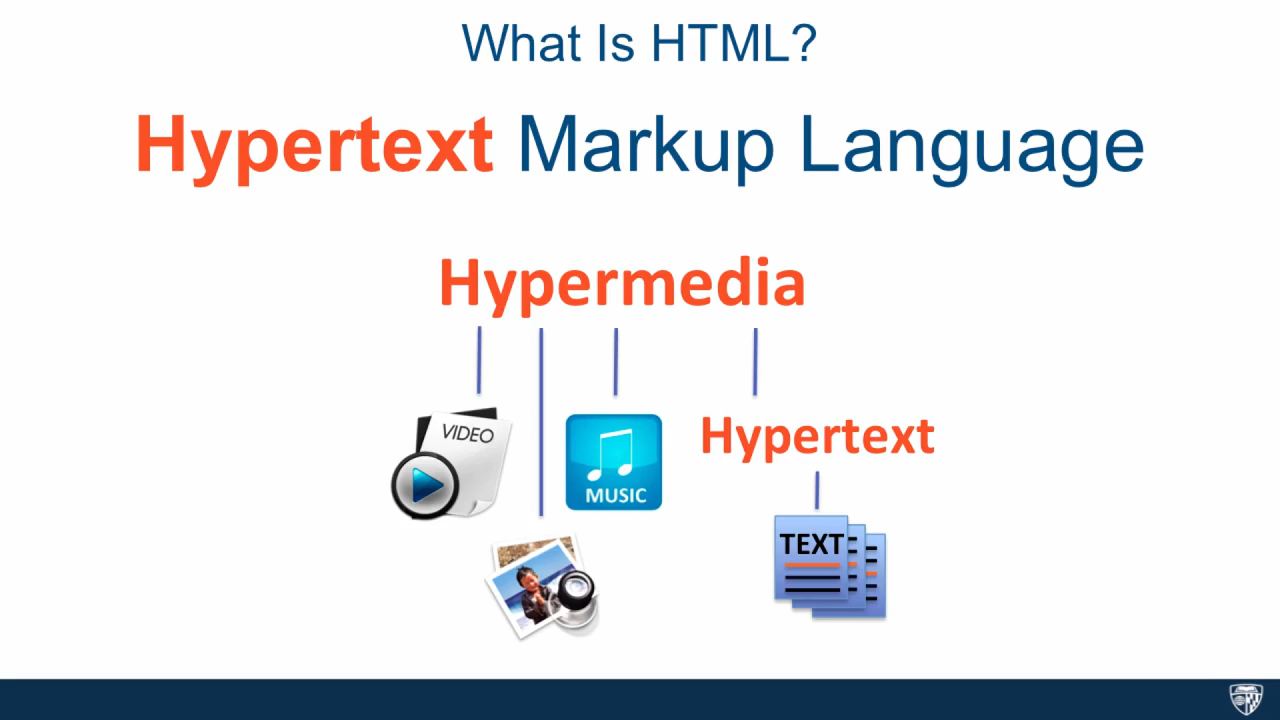 What Is HTML?
Hypertext Markup Language
Hypermedia
VIDEO
MUSIC
Hypertext
TEXT